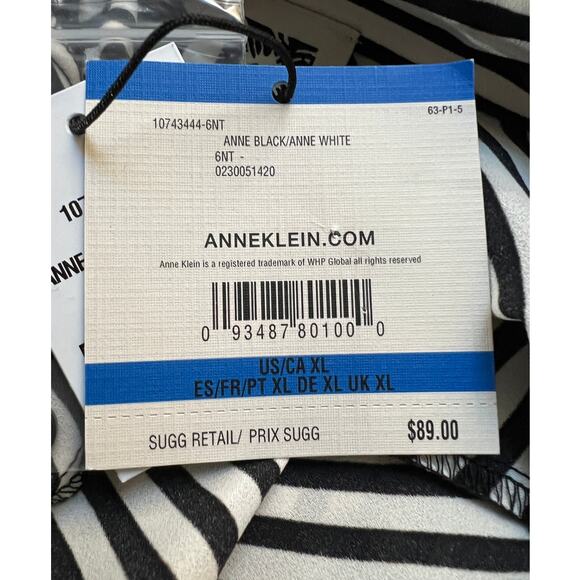 63-P1-5
10743444-6NT
ANNE BLACK/ANNE WHITE
6NT -
0230051420
ANNEKLEIN.COM
Anne Klein is a registered trademark of WHP Global all rights reserved
0 93487 80100 0
US/CA XL
ES/FR/PT XL DE XL UK XL
SUGG RETAIL/ PRIX SUGG $89.00
107
ANNE